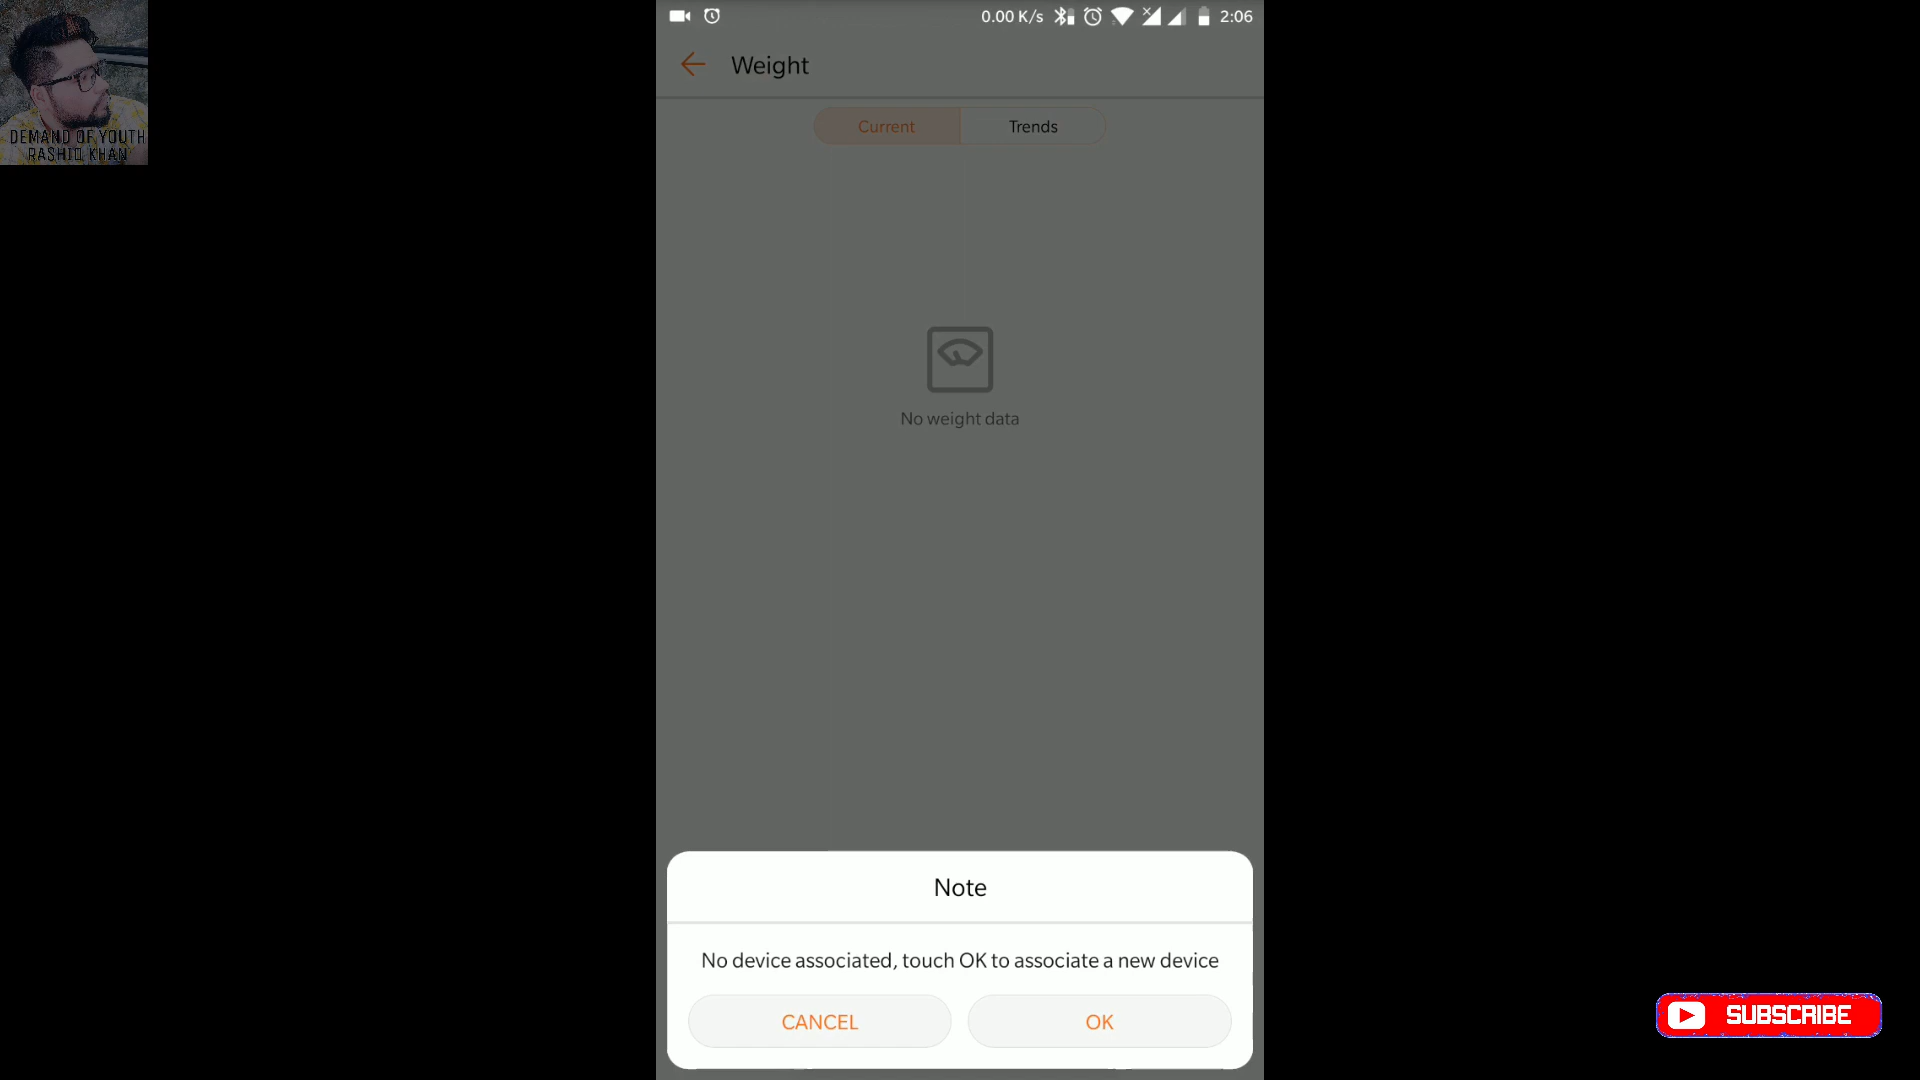 0.00 K/s 2:06
Weight
DEMAND OF YOUTH
RASHID KHAN
Current Trends
No weight data
Note
No device associated, touch OK to associate a new device
CANCEL OK
SUBSCRIBE